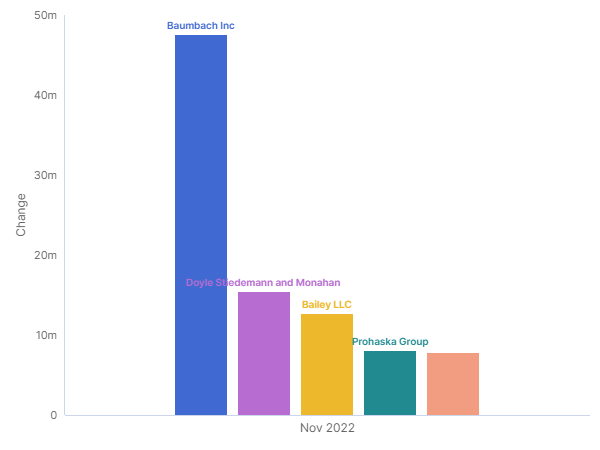 50m
40m
30m
20m
10m
0
Change
Baumbach Inc
Doyle Stiedemann and Monahan
Bailey LLC
Prohaska Group
Nov 2022